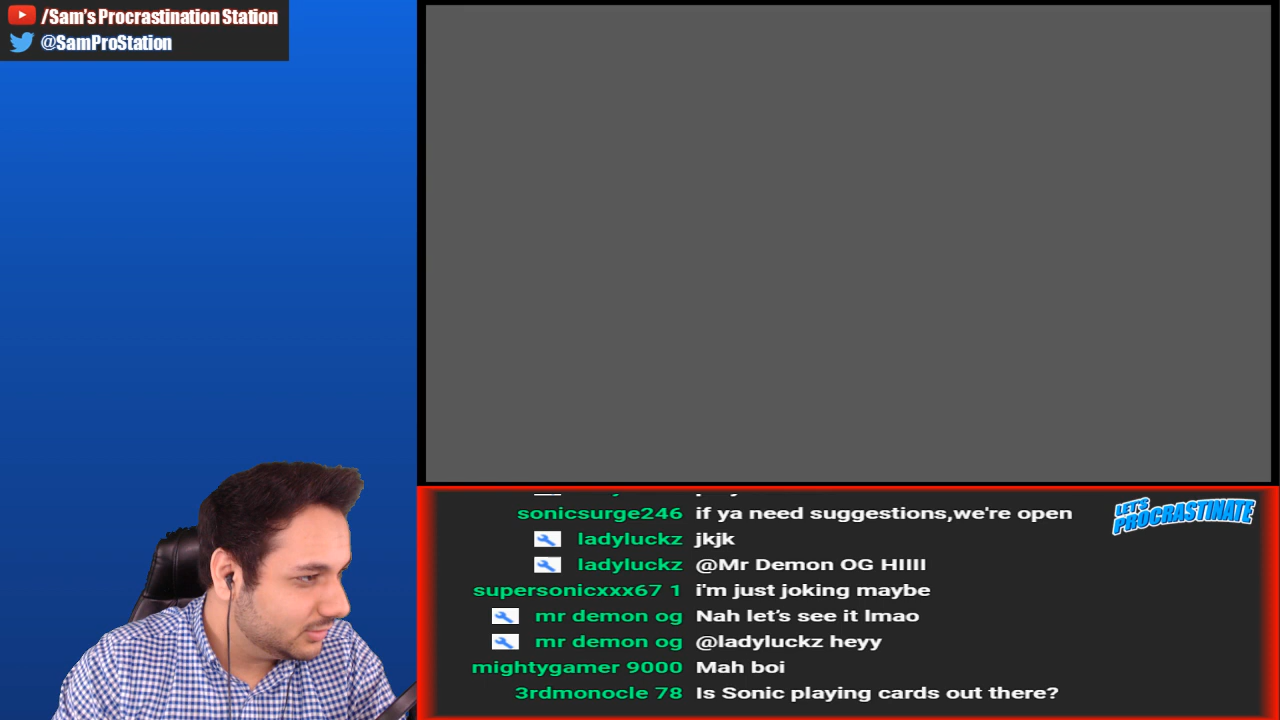 /Sam's Procrastination Station
@SamProStation
sonicsurge246 if ya need suggestions,we're open
ladyluckz jkjk
ladyluckz @Mr Demon OG HIIII
supersonicxxx67 1 i'm just joking maybe
mr demon og Nah let's see it lmao
mr demon og @ladyluckz heyy
mightygamer 9000 Mah boi
3rdmonocle 78 Is Sonic playing cards out there?
LET'S
PROCRASTINATE